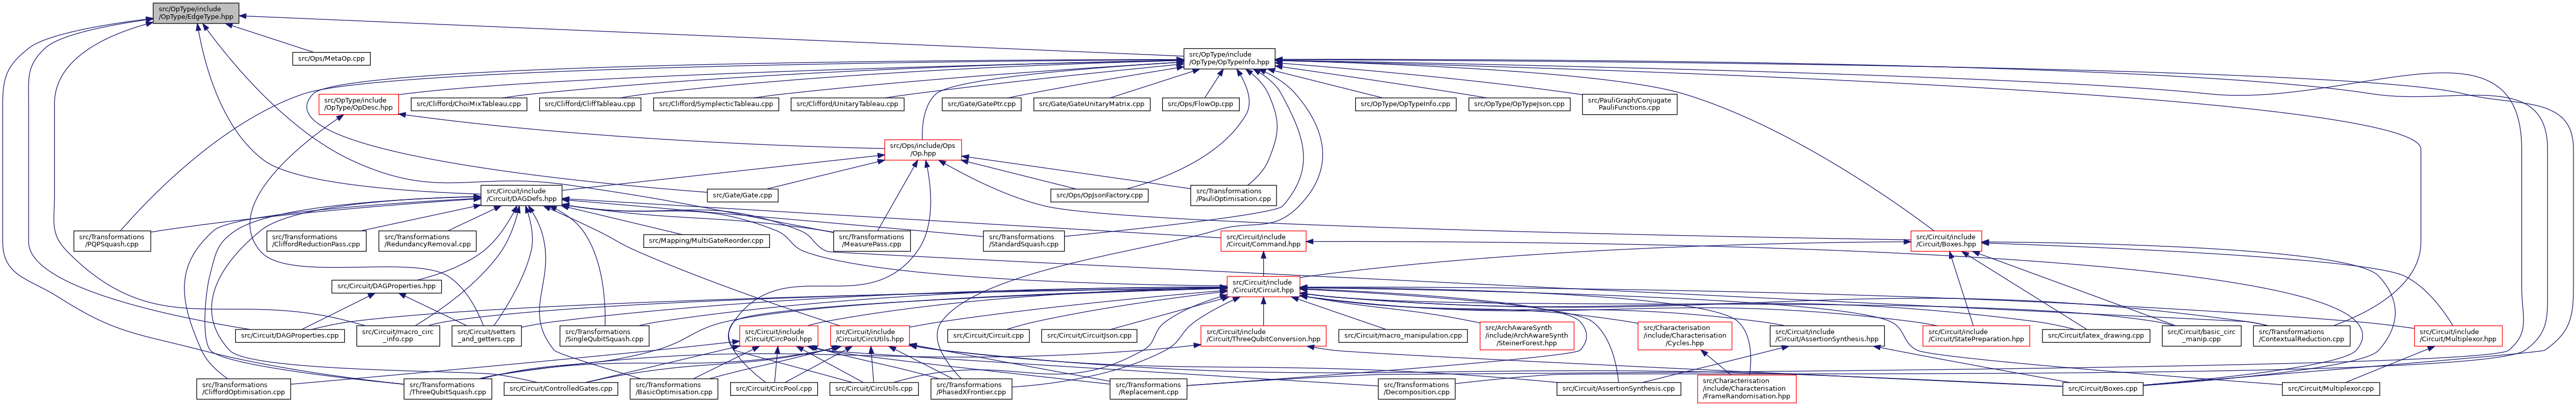 src/OpType/include
/OpType/EdgeType.hpp
src/Ops/MetaOp.cpp
src/OpType/include
/OpType/OpTypeInfo.hpp
src/OpType/include
/OpType/OpDesc.hpp
src/Clifford/ChoiMixTableau.cpp
src/Clifford/CliffTableau.cpp
src/Clifford/SymplecticTableau.cpp
src/Clifford/UnitaryTableau.cpp
src/Gate/GatePtr.cpp
src/Gate/GateUnitaryMatrix.cpp
src/Ops/FlowOp.cpp
src/OpType/OpTypeInfo.cpp
src/OpType/OpTypeJson.cpp
src/PauliGraph/Conjugate
PauliFunctions.cpp
src/Ops/include/Ops
/Op.hpp
src/Circuit/include
/Circuit/DAGDefs.hpp
src/Gate/Gate.cpp
src/Ops/OpJsonFactory.cpp
src/Transformations
/PauliOptimisation.cpp
src/Transformations
/PQPSquash.cpp
src/Transformations
/CliffordReductionPass.cpp
src/Transformations
/RedundancyRemoval.cpp
src/Mapping/MultiGateReorder.cpp
src/Transformations
/MeasurePass.cpp
src/Transformations
/StandardSquash.cpp
src/Circuit/include
/Circuit/Command.hpp
src/Circuit/include
/Circuit/Boxes.hpp
src/Circuit/DAGProperties.hpp
src/Circuit/include
/Circuit/Circuit.hpp
src/Circuit/DAGProperties.cpp
src/Circuit/macro_circ
_info.cpp
src/Circuit/setters
_and_getters.cpp
src/Transformations
/SingleQubitSquash.cpp
src/Circuit/include
/Circuit/CircPool.hpp
src/Circuit/include
/Circuit/CircUtils.hpp
src/Circuit/Circuit.cpp
src/Circuit/CircuitJson.cpp
src/Circuit/include
/Circuit/ThreeQubitConversion.hpp
src/Circuit/macro_manipulation.cpp
src/ArchAwareSynth
/include/ArchAwareSynth
/SteinerForest.hpp
src/Characterisation
/include/Characterisation
/Cycles.hpp
src/Circuit/include
/Circuit/AssertionSynthesis.hpp
src/Circuit/include
/Circuit/StatePreparation.hpp
src/Circuit/latex_drawing.cpp
src/Circuit/basic_circ
_manip.cpp
src/Transformations
/ContextualReduction.cpp
src/Circuit/include
/Circuit/Multiplexor.hpp
src/Transformations
/CliffordOptimisation.cpp
src/Transformations
/ThreeQubitSquash.cpp
src/Circuit/ControlledGates.cpp
src/Transformations
/BasicOptimisation.cpp
src/Circuit/CircPool.cpp
src/Circuit/CircUtils.cpp
src/Transformations
/PhasedXFrontier.cpp
src/Transformations
/Replacement.cpp
src/Transformations
/Decomposition.cpp
src/Circuit/AssertionSynthesis.cpp
src/Characterisation
/include/Characterisation
/FrameRandomisation.hpp
src/Circuit/Boxes.cpp
src/Circuit/Multiplexor.cpp